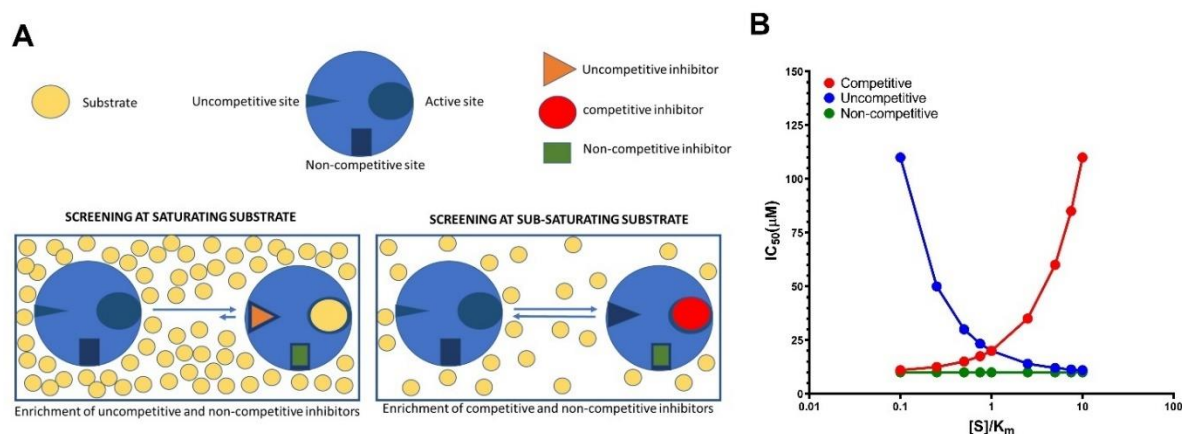 A
Substrate
Uncompetitive site
Active site
Non-competitive site
Uncompetitive inhibitor
competitive inhibitor
Non-competitive inhibitor
SCREENING AT SATURATING SUBSTRATE
Enrichment of uncompetitive and non-competitive inhibitors
SCREENING AT SUB-SATURATING SUBSTRATE
Enrichment of competitive and non-competitive inhibitors
B
Competitive
Uncompetitive
Non-competitive
IC50(µM)
150
125
100
75
50
25
0
0.01
0.1
1
10
100
[S]/Km